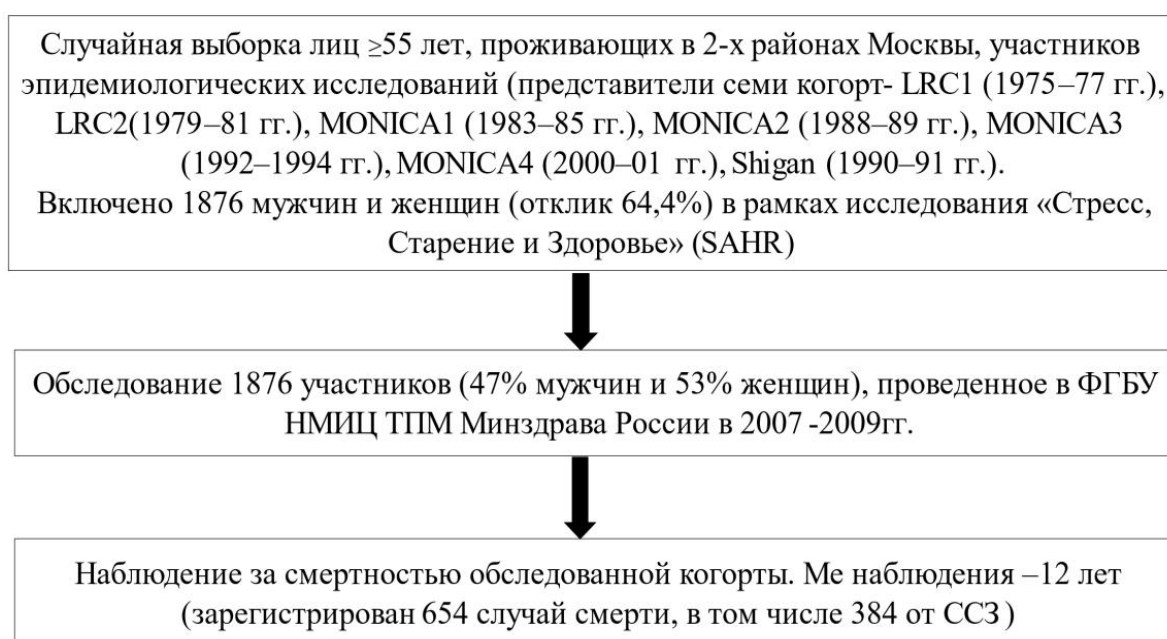 Случайная выборка лиц ≥55 лет, проживающих в 2-х районах Москвы, участников
эпидемиологических исследований (представители семи когорт- LRC1 (1975–77 гг.),
LRC2(1979–81 гг.), MONICA1 (1983–85 гг.), MONICA2 (1988–89 гг.), MONICA3
(1992–1994 гг.), MONICA4 (2000–01 гг.), Shigan (1990–91 гг.).
Включено 1876 мужчин и женщин (отклик 64,4%) в рамках исследования «Стресс,
Старение и Здоровье» (SAHR)
Обследование 1876 участников (47% мужчин и 53% женщин), проведенное в ФГБУ
НМИЦ ТПМ Минздрава России в 2007 -2009гг.
Наблюдение за смертностью обследованной когорты. Ме наблюдения –12 лет
(зарегистрирован 654 случай смерти, в том числе 384 от ССЗ)